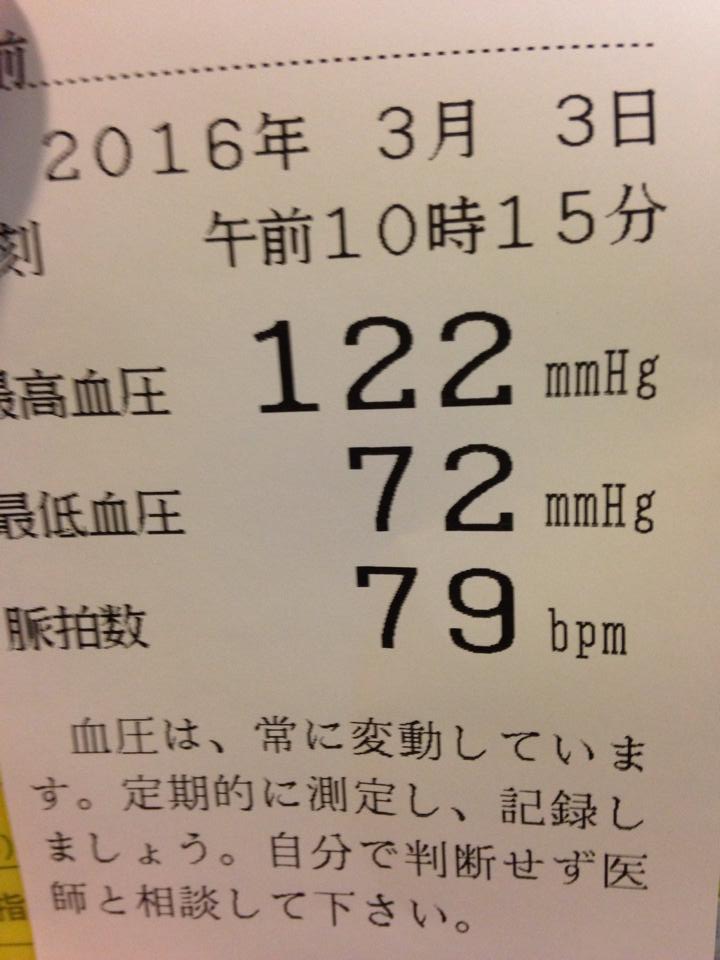 前
2016年 3月 3日
刻 午前10時15分
最高血圧 122 mmHg
最低血圧 72 mmHg
脈拍数 79 bpm
血圧は、常に変動していま
す。定期的に測定し、記録し
ましょう。自分で判断せず医
師と相談して下さい。
指